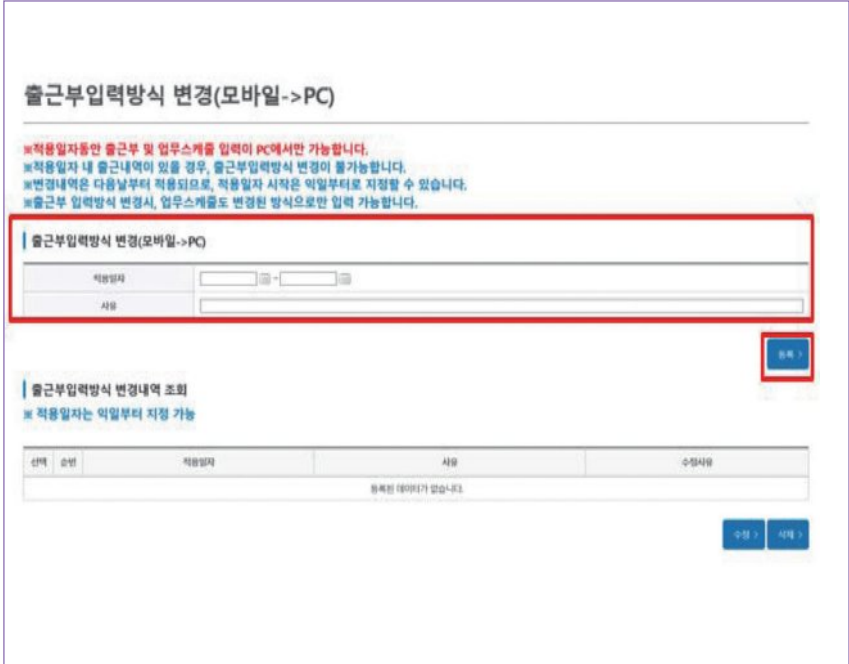 출근부입력방식 변경(모바일->PC)
※적용일자동안 출근부 및 업무스케줄 입력이 PC에서만 가능합니다.
※적용일자 내 출근내역이 있을 경우, 출근부입력방식 변경이 불가능합니다.
※변경내역은 다음날부터 적용되므로, 적용일자 시작은 익일부터로 지정할 수 있습니다.
※출근부 입력방식 변경시, 업무스케줄도 변경된 방식으로만 입력 가능합니다.
출근부입력방식 변경(모바일->PC)
적용일자 ~
사유
등록 >
출근부입력방식 변경내역 조회
※ 적용일자는 익일부터 지정 가능
선택 순번 적용일자 사유 수정사유
등록된 데이터가 없습니다.
수정 > 삭제 >